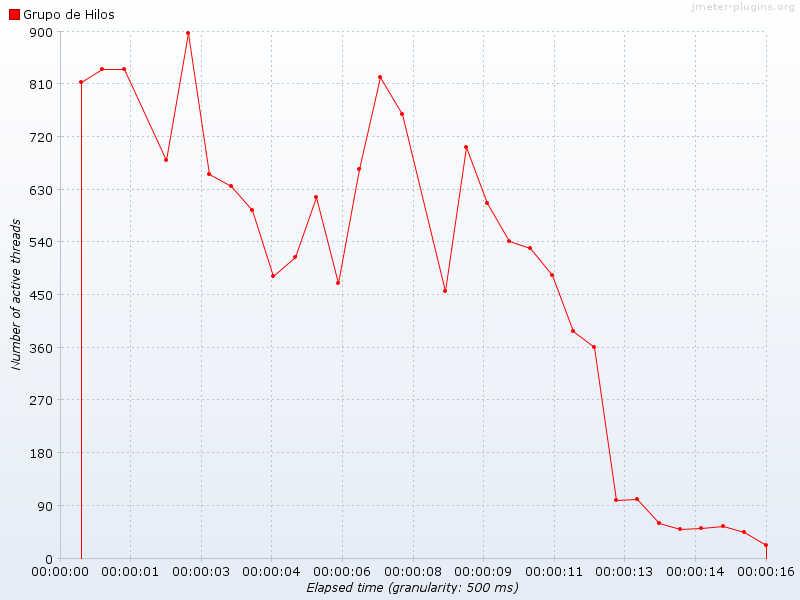 jmeter-plugins.org
Grupo de Hilos
900
810
720
630
540
450
360
270
180
90
0
Number of active threads
00:00:00 00:00:01 00:00:03 00:00:04 00:00:06 00:00:08 00:00:09 00:00:11 00:00:13 00:00:14 00:00:16
Elapsed time (granularity: 500 ms)